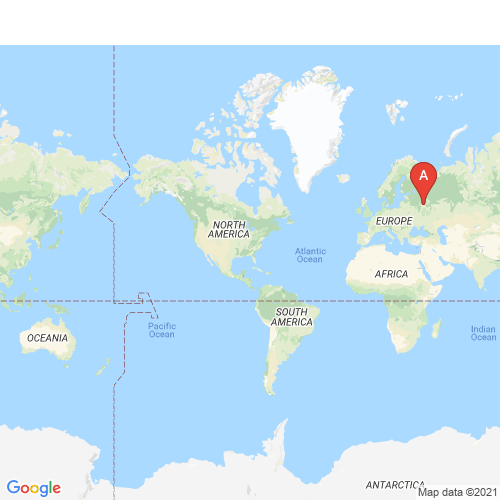 A
NORTH
AMERICA
EUROPE
Atlantic
Ocean
AFRICA
SOUTH
AMERICA
Pacific
Ocean
Indian
Ocean
OCEANIA
ANTARCTICA
Google
Map data ©2021